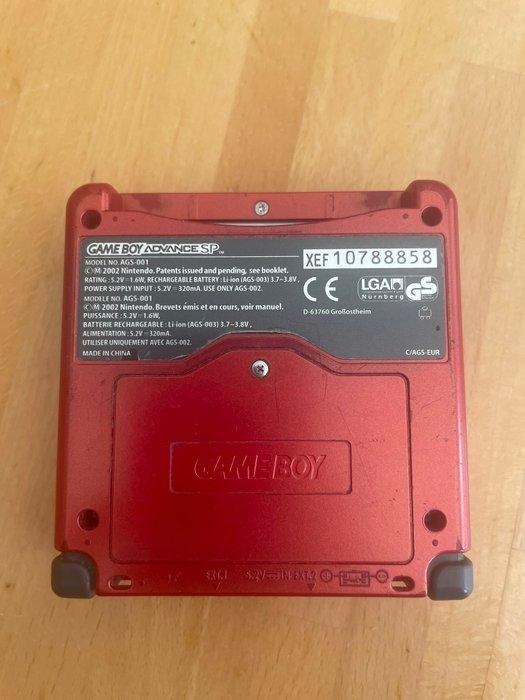 GAME BOY ADVANCE SP TM
MODEL NO. AGS-001
©Ⓜ 2002 Nintendo. Patents issued and pending, see booklet.
RATING : 5.2V⎓1.6W, RECHARGEABLE BATTERY : Li-ion (AGS-003) 3.7⎓3.8V,
POWER SUPPLY INPUT : 5.2V⎓320mA. USE ONLY AGS-002.
MODELE NO. AGS-001
©Ⓜ 2002 Nintendo. Brevets émis et en cours, voir manuel.
PUISSANCE : 5.2V⎓1.6W,
BATTERIE RECHARGEABLE : Li-ion (AGS-003) 3.7⎓3.8V,
ALIMENTATION : 5.2V⎓320mA.
UTILISER UNIQUEMENT AVEC AGS-002.
MADE IN CHINA
XEF10788858
CE
LGA
Nürnberg
GS
D-63760 Großostheim
C/AGS-EUR
GAME BOY
EXT.1 5.2V⎓IN EXT.2